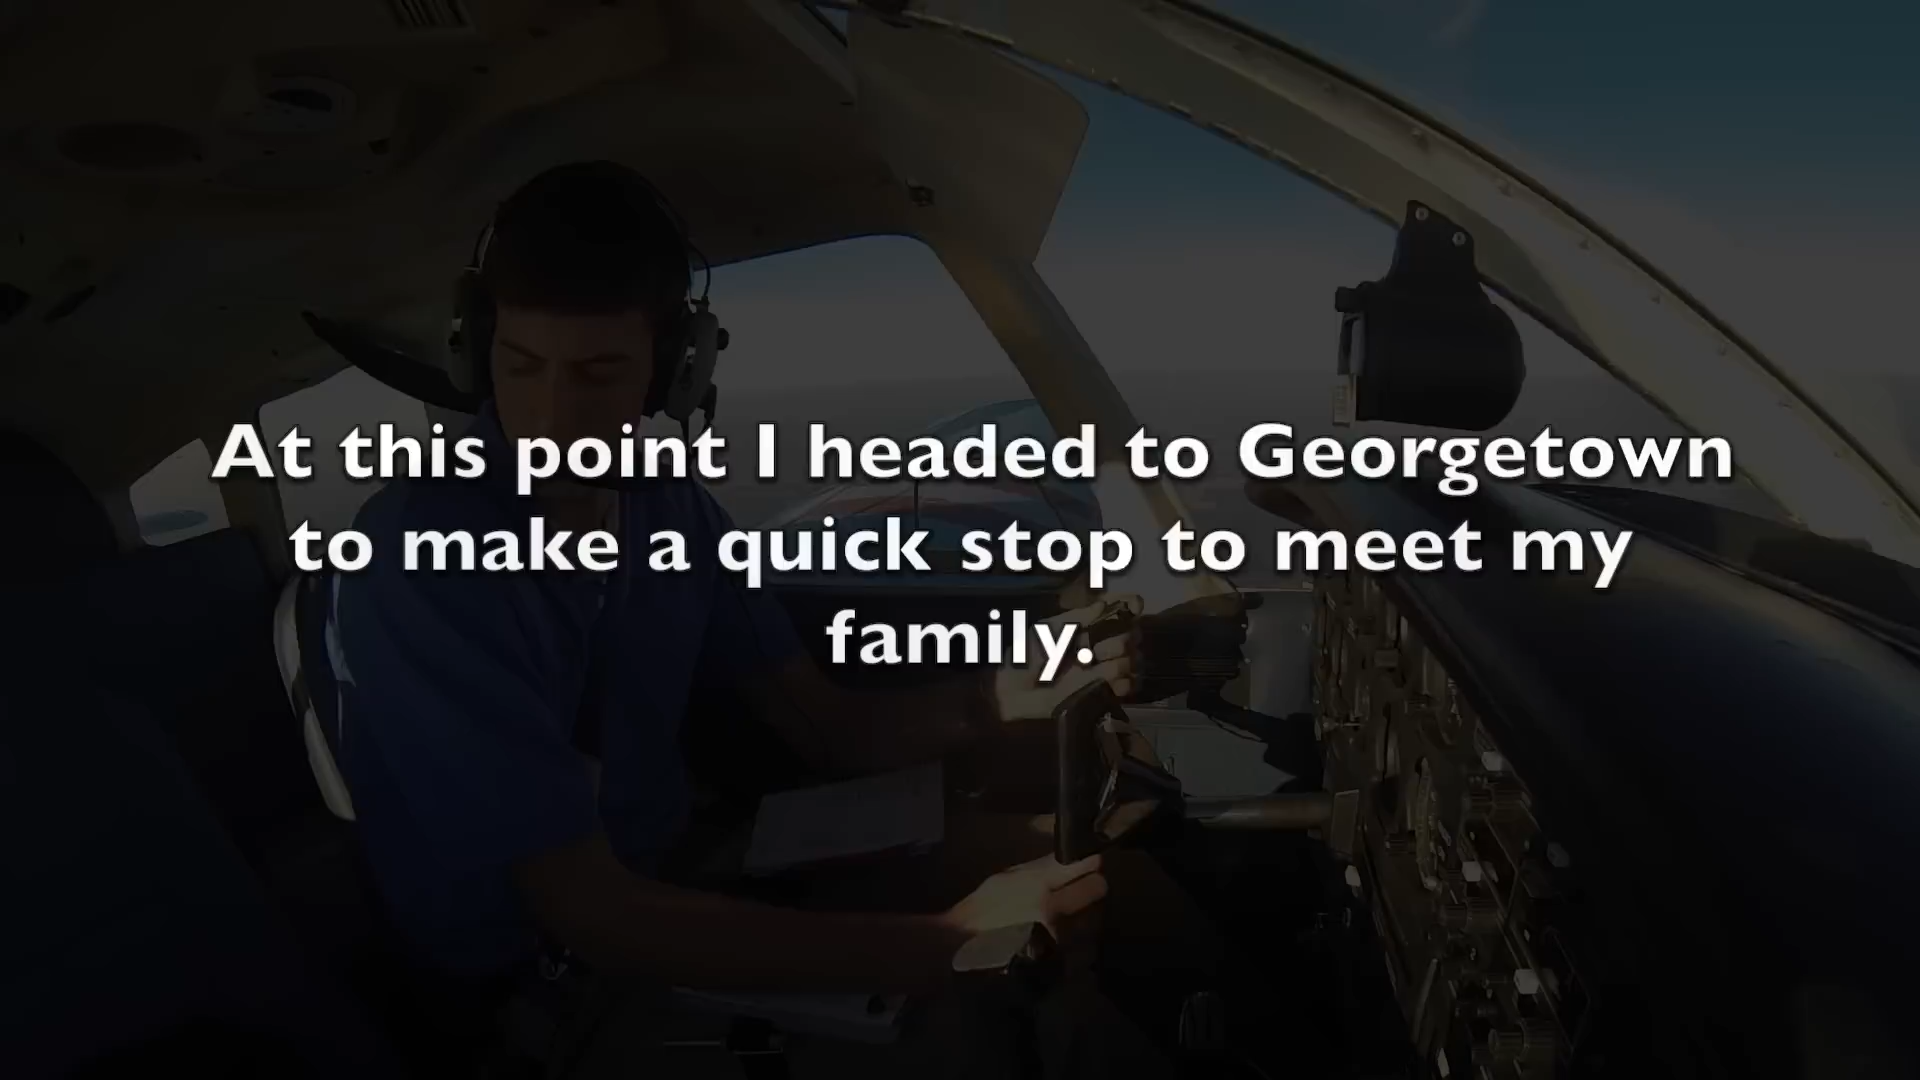 At this point I headed to Georgetown
to make a quick stop to meet my
family.